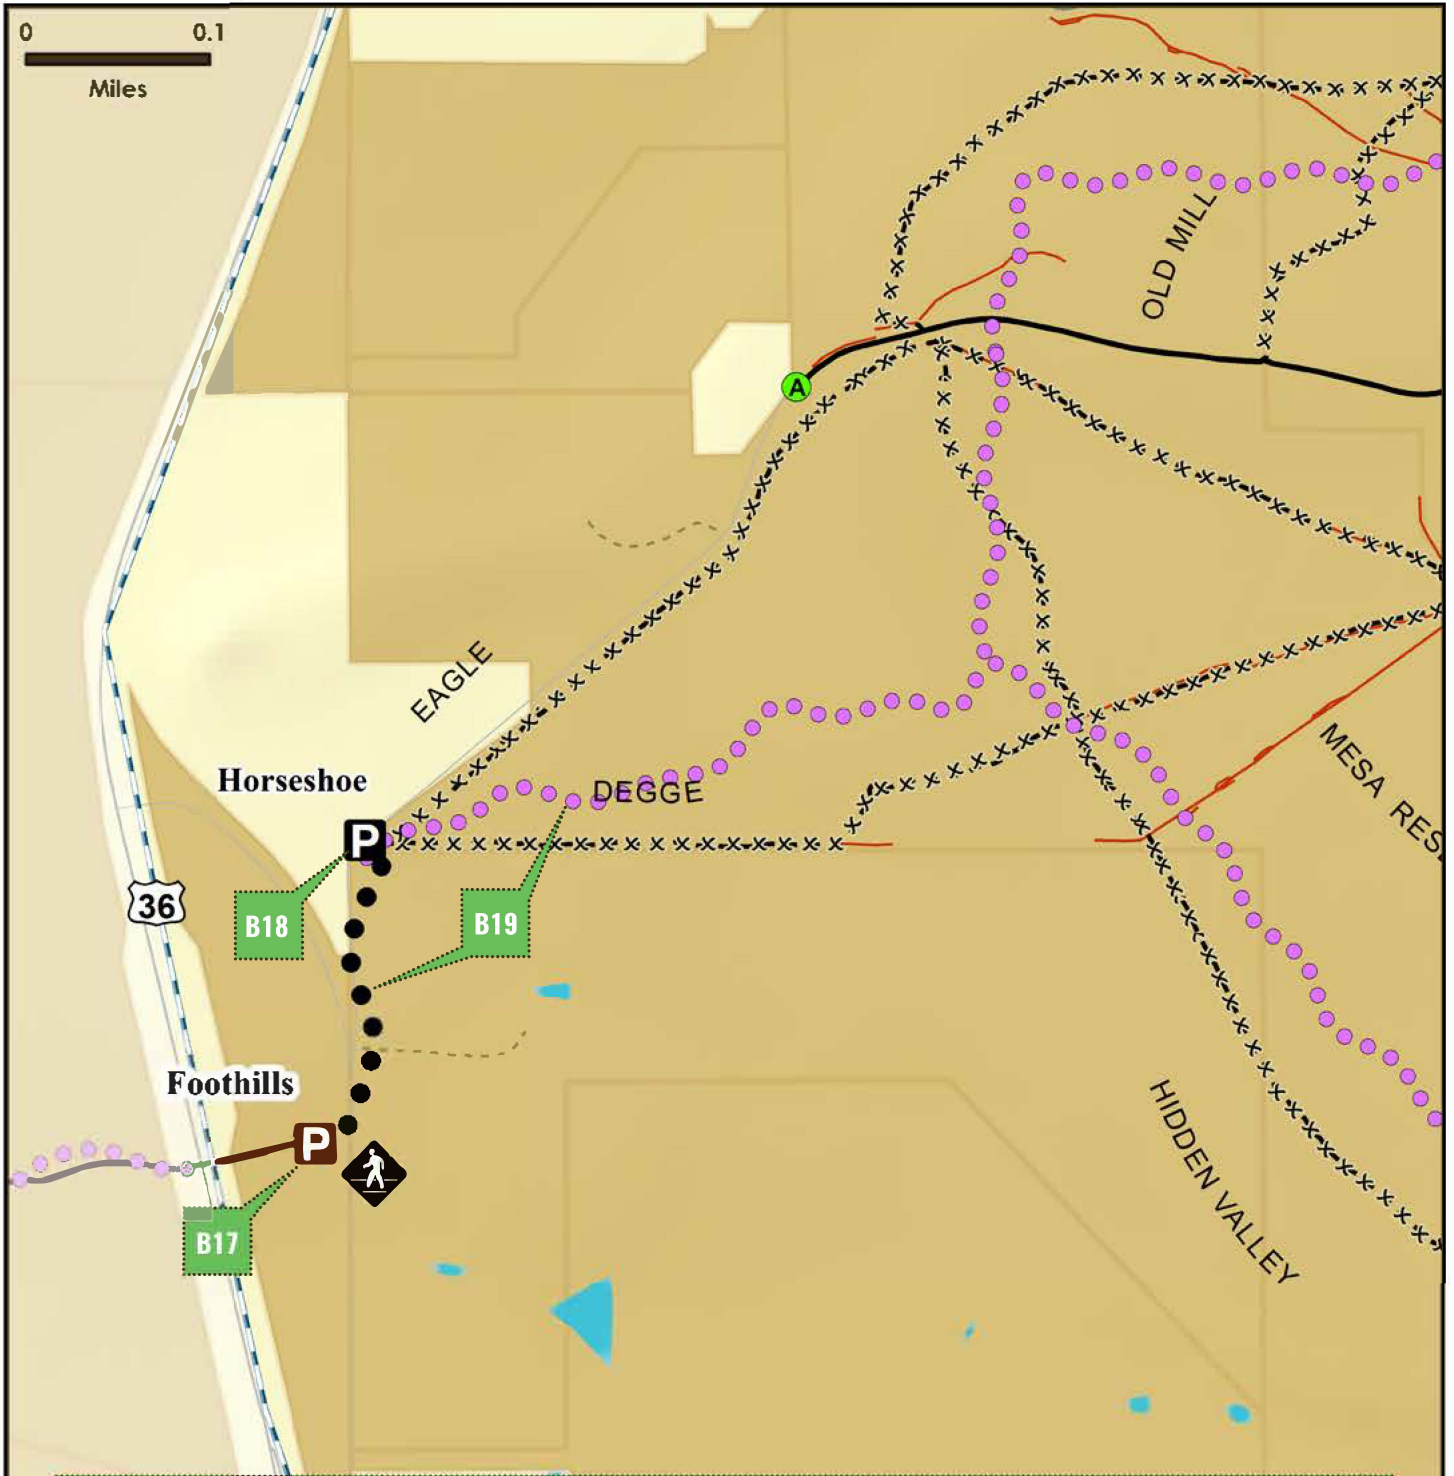 0 0.1
Miles
OLD MILL
A
EAGLE
Horseshoe
DEGGE
MESA RES
P
36
B18
B19
Foothills
P
HIDDEN VALLEY
B17